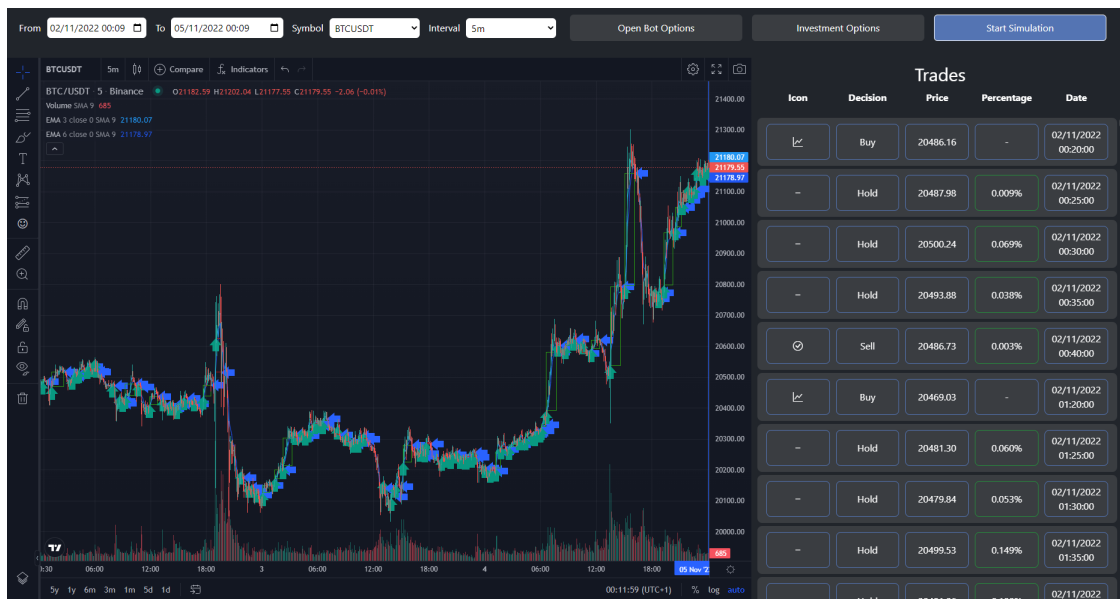 From 02/11/2022 00:09 To 05/11/2022 00:09 Symbol BTCUSDT Interval 5m Open Bot Options Investment Options Start Simulation
BTCUSDT 5m Compare Indicators
BTC/USDT · 5 · Binance O21182.59 H21202.04 L21177.55 C21179.55 −2.06 (−0.01%)
Volume SMA 9 685
EMA 3 close 0 SMA 9 21180.07
EMA 6 close 0 SMA 9 21178.97
21400.00
21300.00
21180.07
21179.55
21178.97
21100.00
21000.00
20900.00
20800.00
20700.00
20600.00
20500.00
20400.00
20300.00
20200.00
20100.00
20000.00
685
06:00 12:00 18:00 3 06:00 12:00 18:00 4 06:00 12:00 18:00 05 Nov '2
5y 1y 6m 3m 1m 5d 1d 00:11:59 (UTC+1) % log auto
Trades
Icon Decision Price Percentage Date
Buy 20486.16 - 02/11/2022 00:20:00
– Hold 20487.98 0.009% 02/11/2022 00:25:00
– Hold 20500.24 0.069% 02/11/2022 00:30:00
– Hold 20493.88 0.038% 02/11/2022 00:35:00
Sell 20486.73 0.003% 02/11/2022 00:40:00
Buy 20469.03 - 02/11/2022 01:20:00
– Hold 20481.30 0.060% 02/11/2022 01:25:00
– Hold 20479.84 0.053% 02/11/2022 01:30:00
– Hold 20499.53 0.149% 02/11/2022 01:35:00
02/11/2022